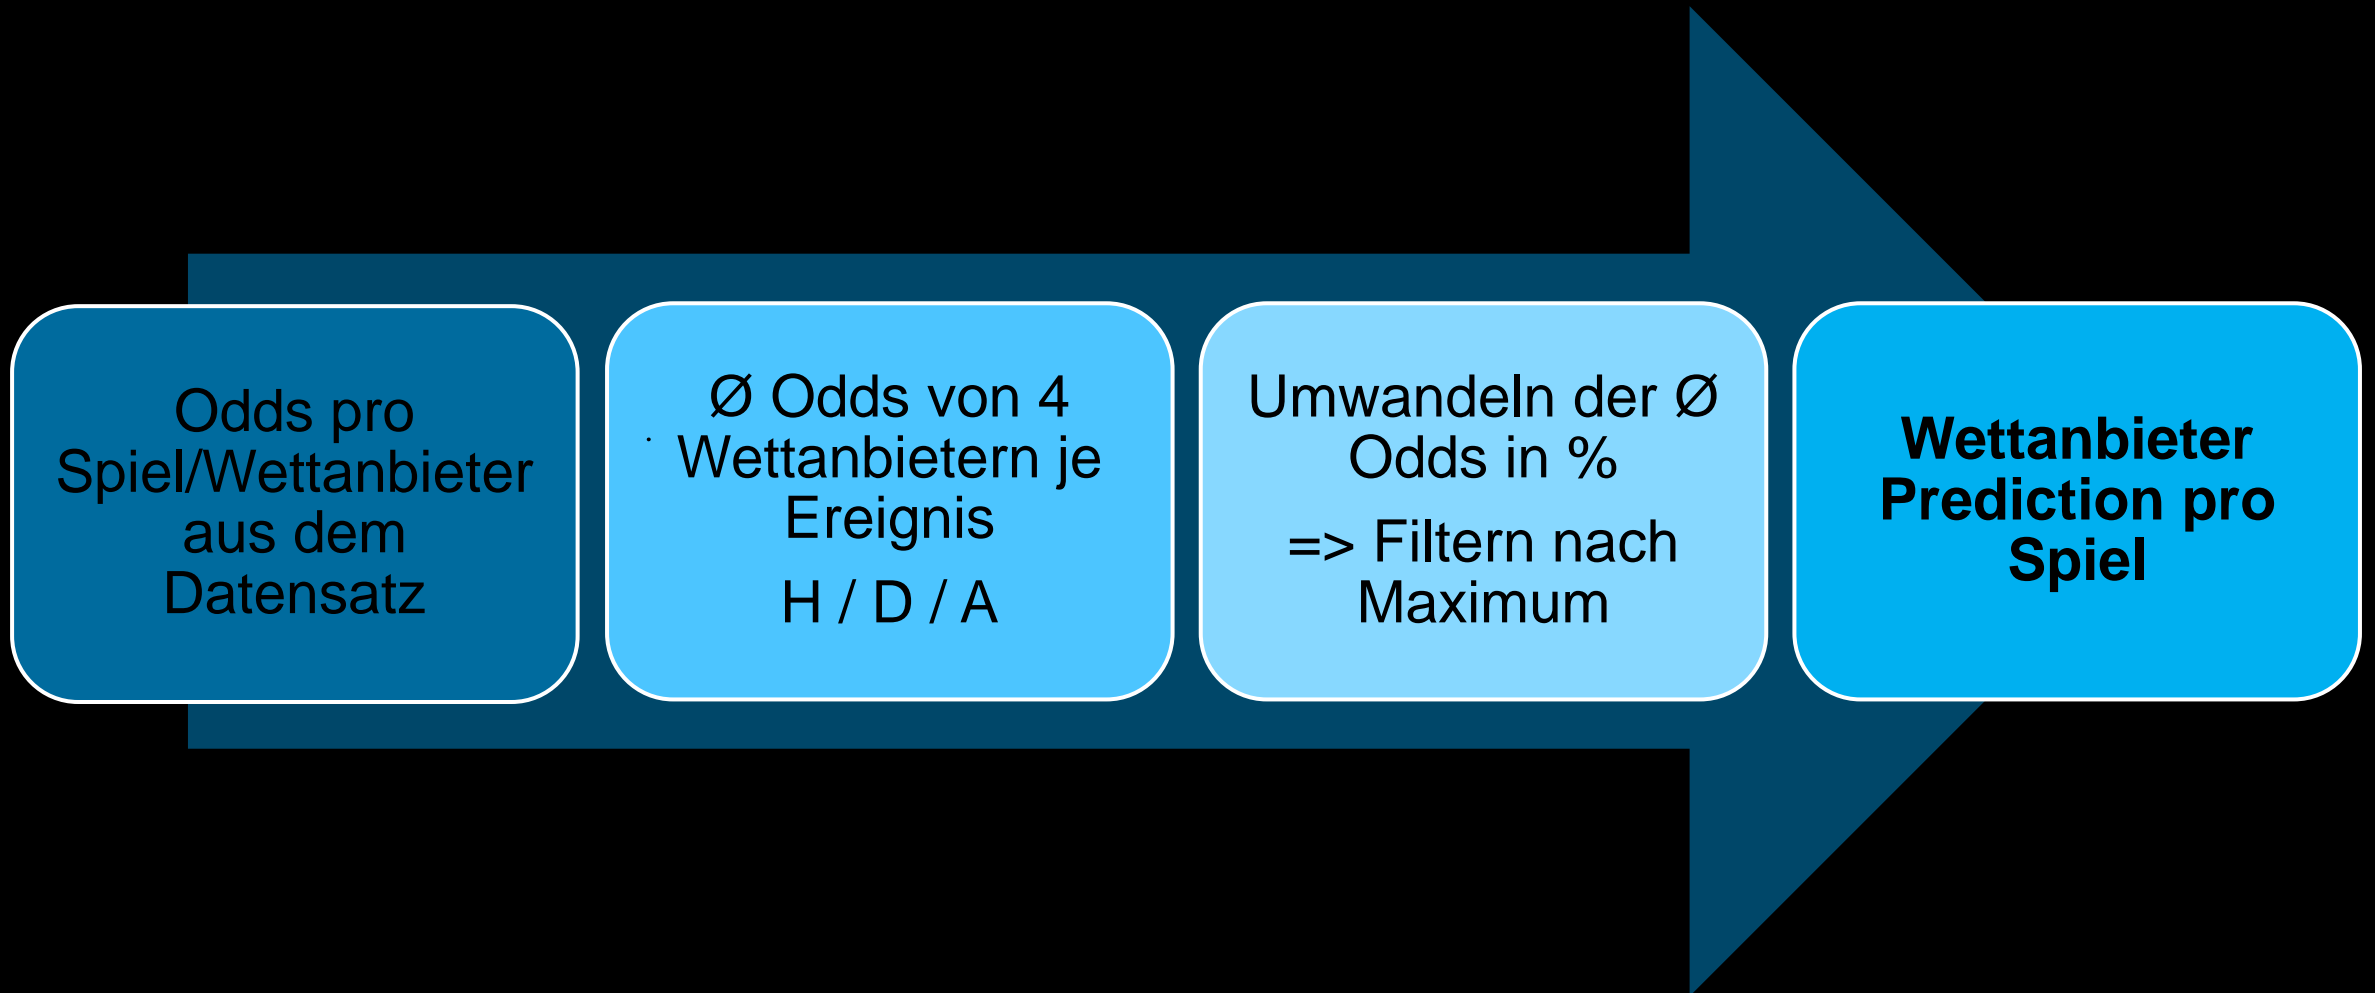 Odds pro
Spiel/Wettanbieter
aus dem
Datensatz
Ø Odds von 4
Wettanbietern je
Ereignis
H / D / A
Umwandeln der Ø
Odds in %
=> Filtern nach
Maximum
Wettanbieter
Prediction pro
Spiel